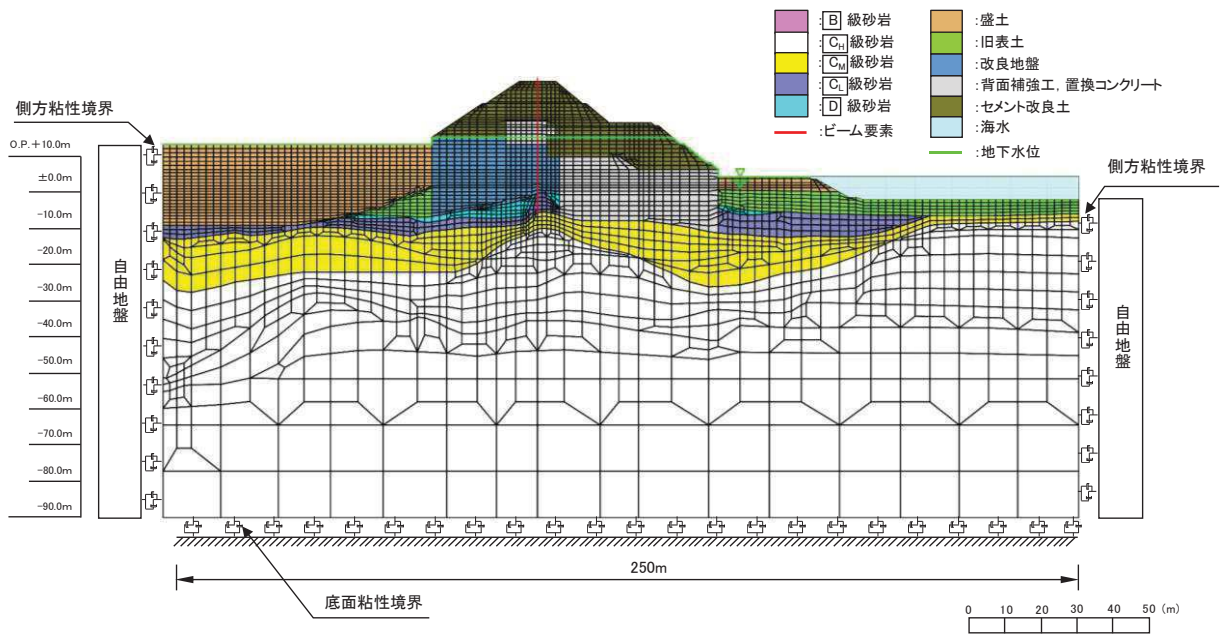 :B 級砂岩
:CH 級砂岩
:CM 級砂岩
:CL 級砂岩
:D 級砂岩
:ビーム要素
:盛土
:旧表土
:改良地盤
:背面補強工, 置換コンクリート
:セメント改良土
:海水
:地下水位
側方粘性境界
側方粘性境界
O.P.+10.0m
±0.0m
-10.0m
-20.0m
-30.0m
-40.0m
-50.0m
-60.0m
-70.0m
-80.0m
-90.0m
自由地盤
自由地盤
250m
底面粘性境界
0 10 20 30 40 50 (m)